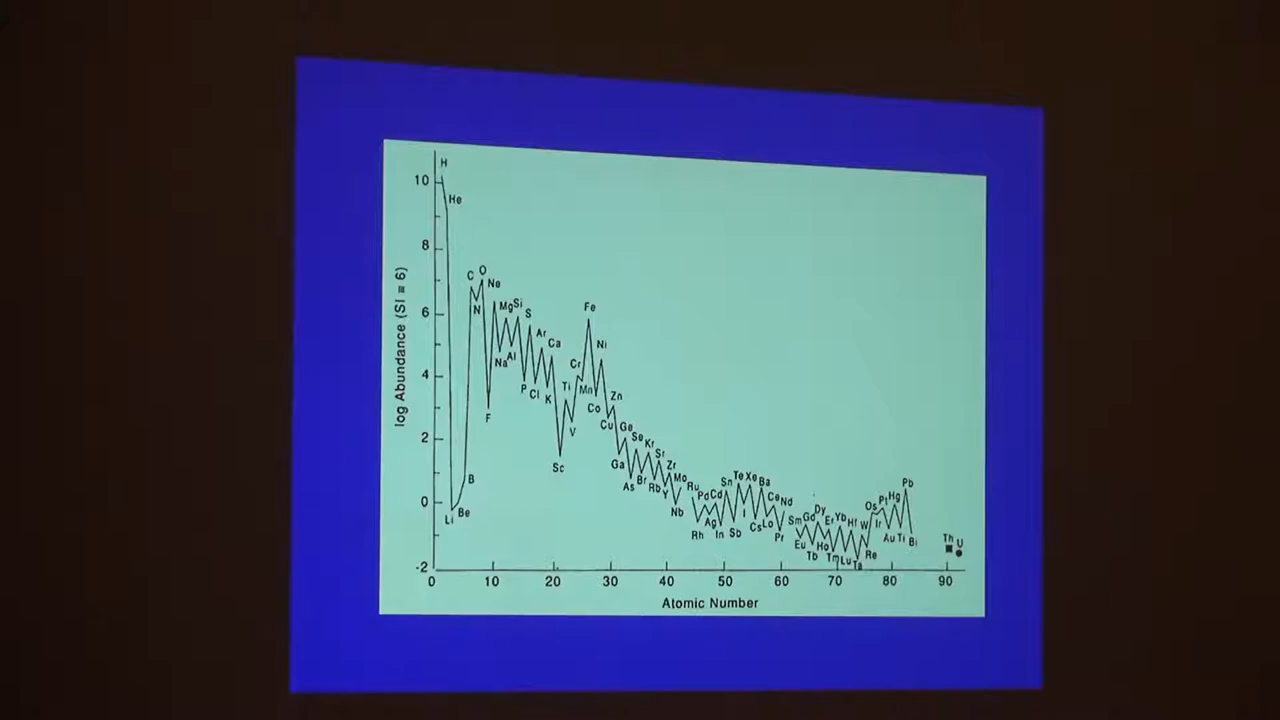 H
He
10
8
C O
Ne
N
MgSi
S
Fe
6
Ar
Ca
Ni
Na
Al
Cr
4
P
Cl
K
Ti
Mn
Zn
Co
F
V
Cu
Ge
Se
Kr
2
Sr
Zr
Sc
Ga
Mo
B
As
Br
Rb
Y
Ru
Pd
Cd
Sn
Te
Xe
Ba
Pb
0
Nb
Ce
Nd
Os
Pt
Hg
Li
Be
Ag
I
Cs
Lo
Sm
Gd
Dy
Er
Yb
Hf
W
Ir
Rh
In
Sb
Pr
Eu
Ho
Re
Au
Ti
Bi
Th
U
Tb
Tm
Lu
Ta
-2
0 10 20 30 40 50 60 70 80 90
Atomic Number
log Abundance (SI ≡ 6)